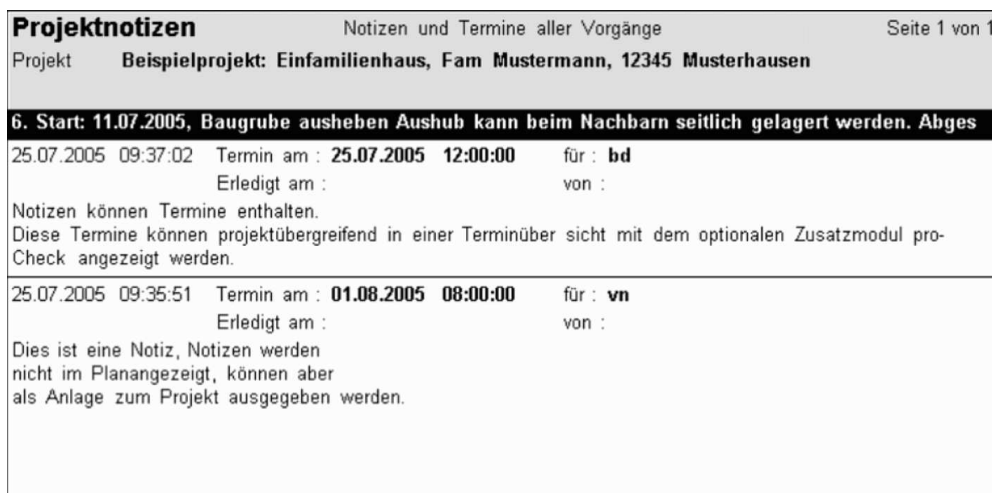 Projektnotizen Notizen und Termine aller Vorgänge Seite 1 von 1
Projekt Beispielprojekt: Einfamilienhaus, Fam Mustermann, 12345 Musterhausen
6. Start: 11.07.2005, Baugrube ausheben Aushub kann beim Nachbarn seitlich gelagert werden. Abges
25.07.2005 09:37:02 Termin am : 25.07.2005 12:00:00 für : bd
Erledigt am : von :
Notizen können Termine enthalten.
Diese Termine können projektübergreifend in einer Terminüber sicht mit dem optionalen Zusatzmodul pro-
Check angezeigt werden.
25.07.2005 09:35:51 Termin am : 01.08.2005 08:00:00 für : vn
Erledigt am : von :
Dies ist eine Notiz, Notizen werden
nicht im Planangezeigt, können aber
als Anlage zum Projekt ausgegeben werden.